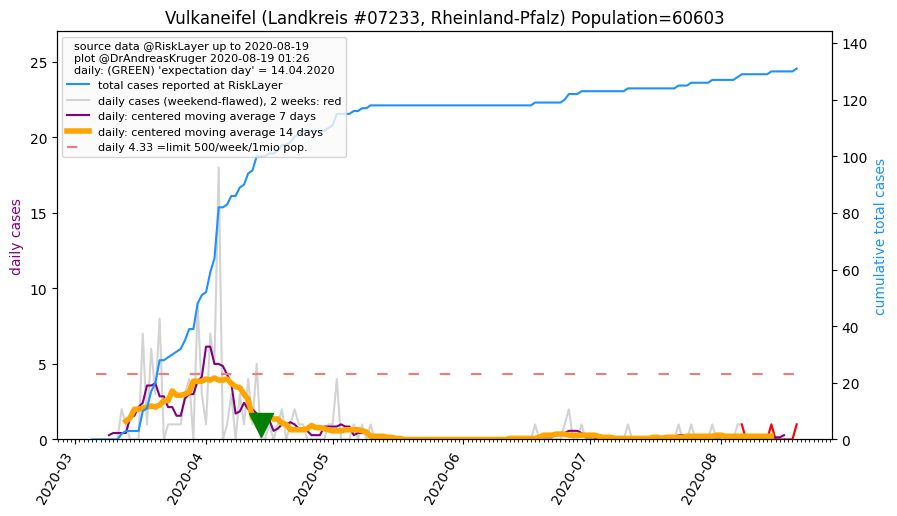 Vulkaneifel (Landkreis #07233, Rheinland-Pfalz) Population=60603
source data @RiskLayer up to 2020-08-19
plot @DrAndreasKruger 2020-08-19 01:26
daily: (GREEN) 'expectation day' = 14.04.2020
total cases reported at RiskLayer
daily cases (weekend-flawed), 2 weeks: red
daily: centered moving average 7 days
daily: centered moving average 14 days
daily 4.33 =limit 500/week/1mio pop.
daily cases
25
20
15
10
5
0
cumulative total cases
140
120
100
80
60
40
20
0
2020-03
2020-04
2020-05
2020-06
2020-07
2020-08